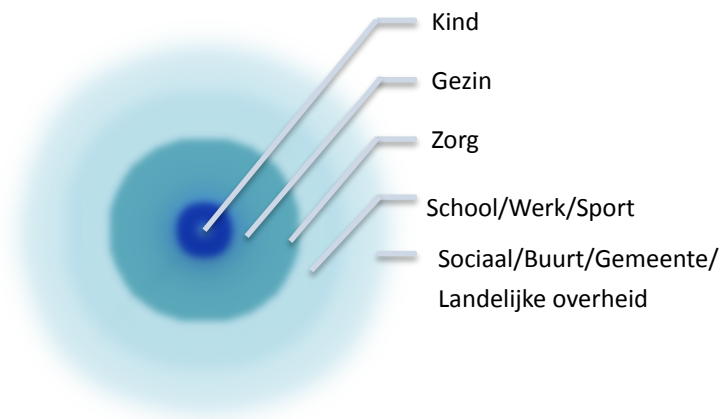 Kind
Gezin
Zorg
School/Werk/Sport
Sociaal/Buurt/Gemeente/
Landelijke overheid